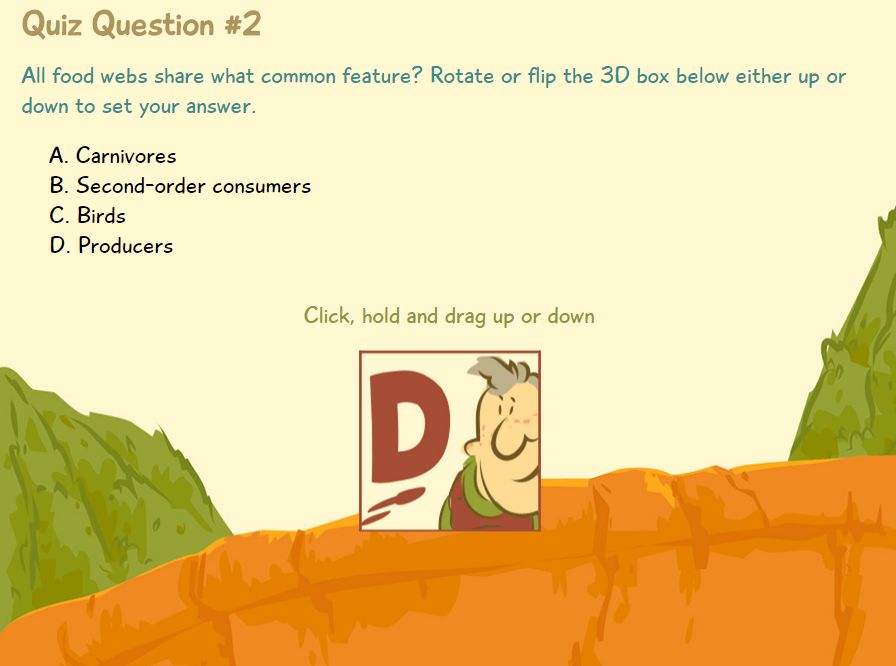 Quiz Question #2
All food webs share what common feature? Rotate or flip the 3D box below either up or
down to set your answer.
A. Carnivores
B. Second-order consumers
C. Birds
D. Producers
Click, hold and drag up or down
D